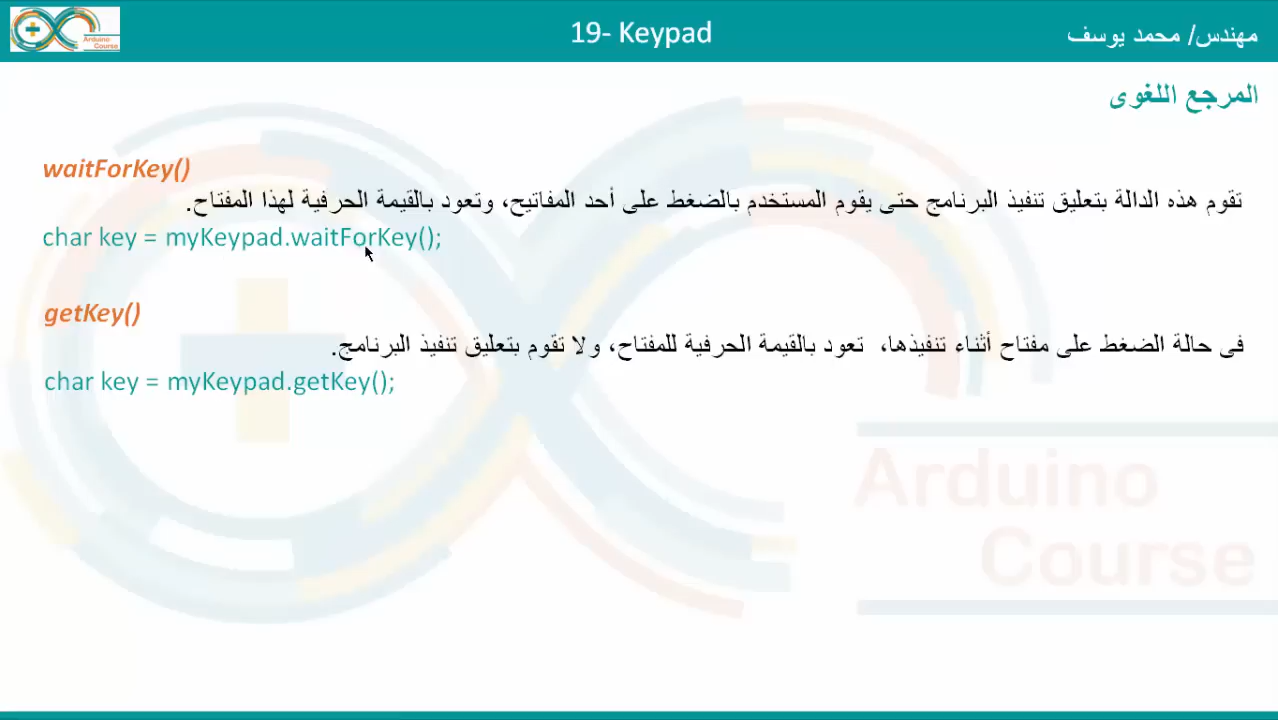 Arduino
Course
19- Keypad
مهندس/ محمد يوسف
المرجع اللغوى
waitForKey()
تقوم هذه الدالة بتعليق تنفيذ البرنامج حتى يقوم المستخدم بالضغط على أحد المفاتيح، وتعود بالقيمة الحرفية لهذا المفتاح.
char key = myKeypad.waitForKey();
getKey()
فى حالة الضغط على مفتاح أثناء تنفيذها، تعود بالقيمة الحرفية للمفتاح، ولا تقوم بتعليق تنفيذ البرنامج.
char key = myKeypad.getKey();
Arduino
Course